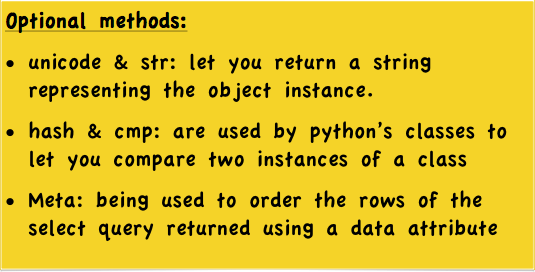 Optional methods:
• unicode & str: let you return a string
representing the object instance.
• hash & cmp: are used by python's classes to
let you compare two instances of a class
• Meta: being used to order the rows of the
select query returned using a data attribute